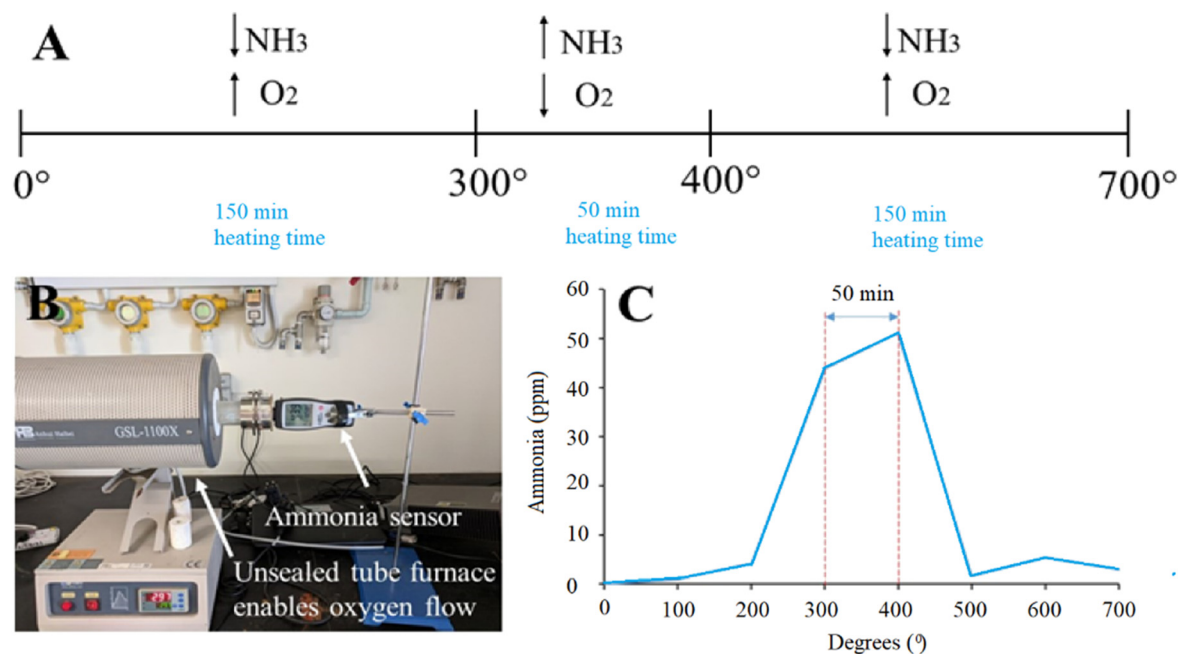 A
↓NH3
↑ O2
↑ NH3
↓ O2
↓NH3
↑ O2
0°
300°
400°
700°
150 min
heating time
50 min
heating time
150 min
heating time
B
GSL-1100X
Ammonia sensor
Unsealed tube furnace
enables oxygen flow
297
C
50 min
Ammonia (ppm)
60
50
40
30
20
10
0
0 100 200 300 400 500 600 700
Degrees (⁰)